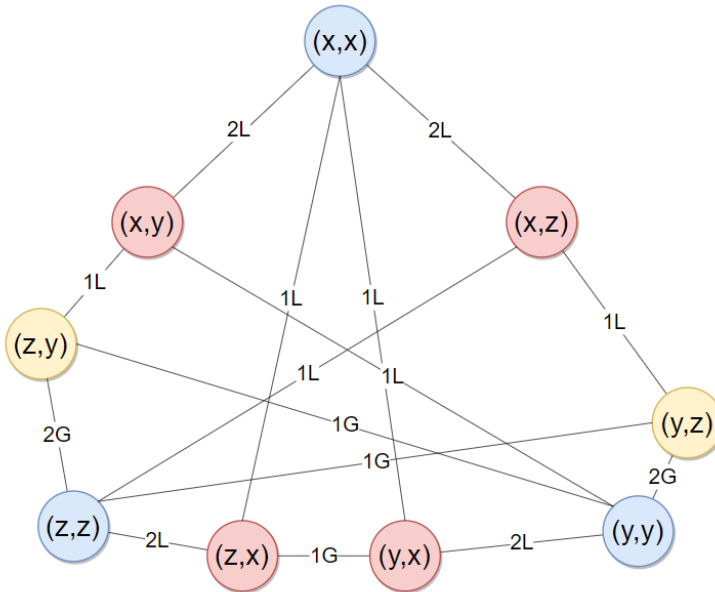 (x,x)
2L
2L
(x,y)
(x,z)
1L
1L
1L
1L
(z,y)
1L
1L
(y,z)
1G
2G
1G
2G
(z,z)
2L
(z,x)
1G
(y,x)
2L
(y,y)